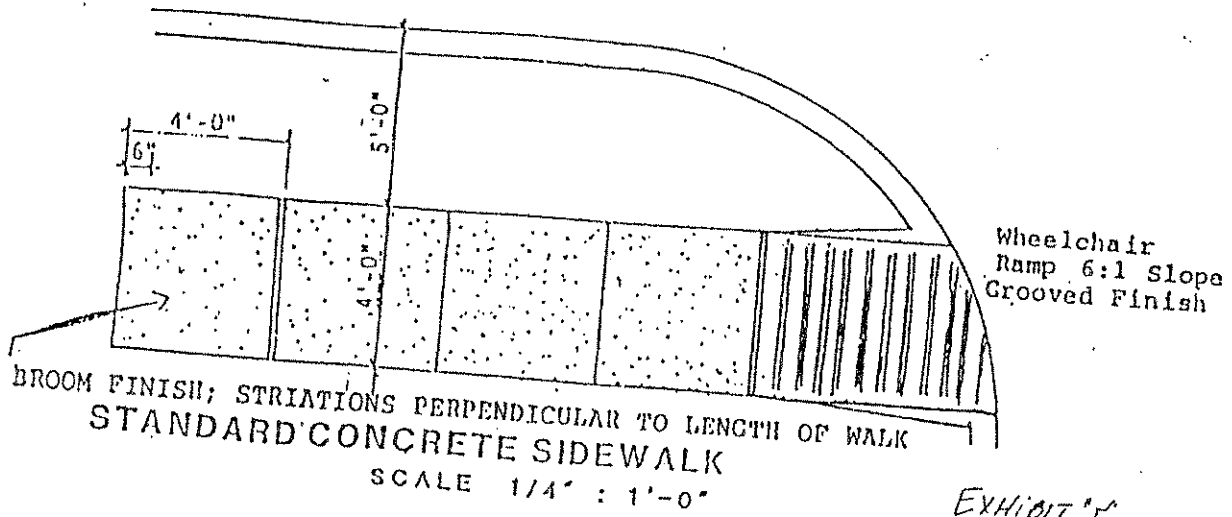 4'-0"
6"
5'-0"
4'-0"
Wheelchair
Ramp 6:1 Slope
Grooved Finish
BROOM FINISH; STRIATIONS PERPENDICULAR TO LENGTH OF WALK
STANDARD CONCRETE SIDEWALK
SCALE 1/4" : 1'-0"
EXHIBIT